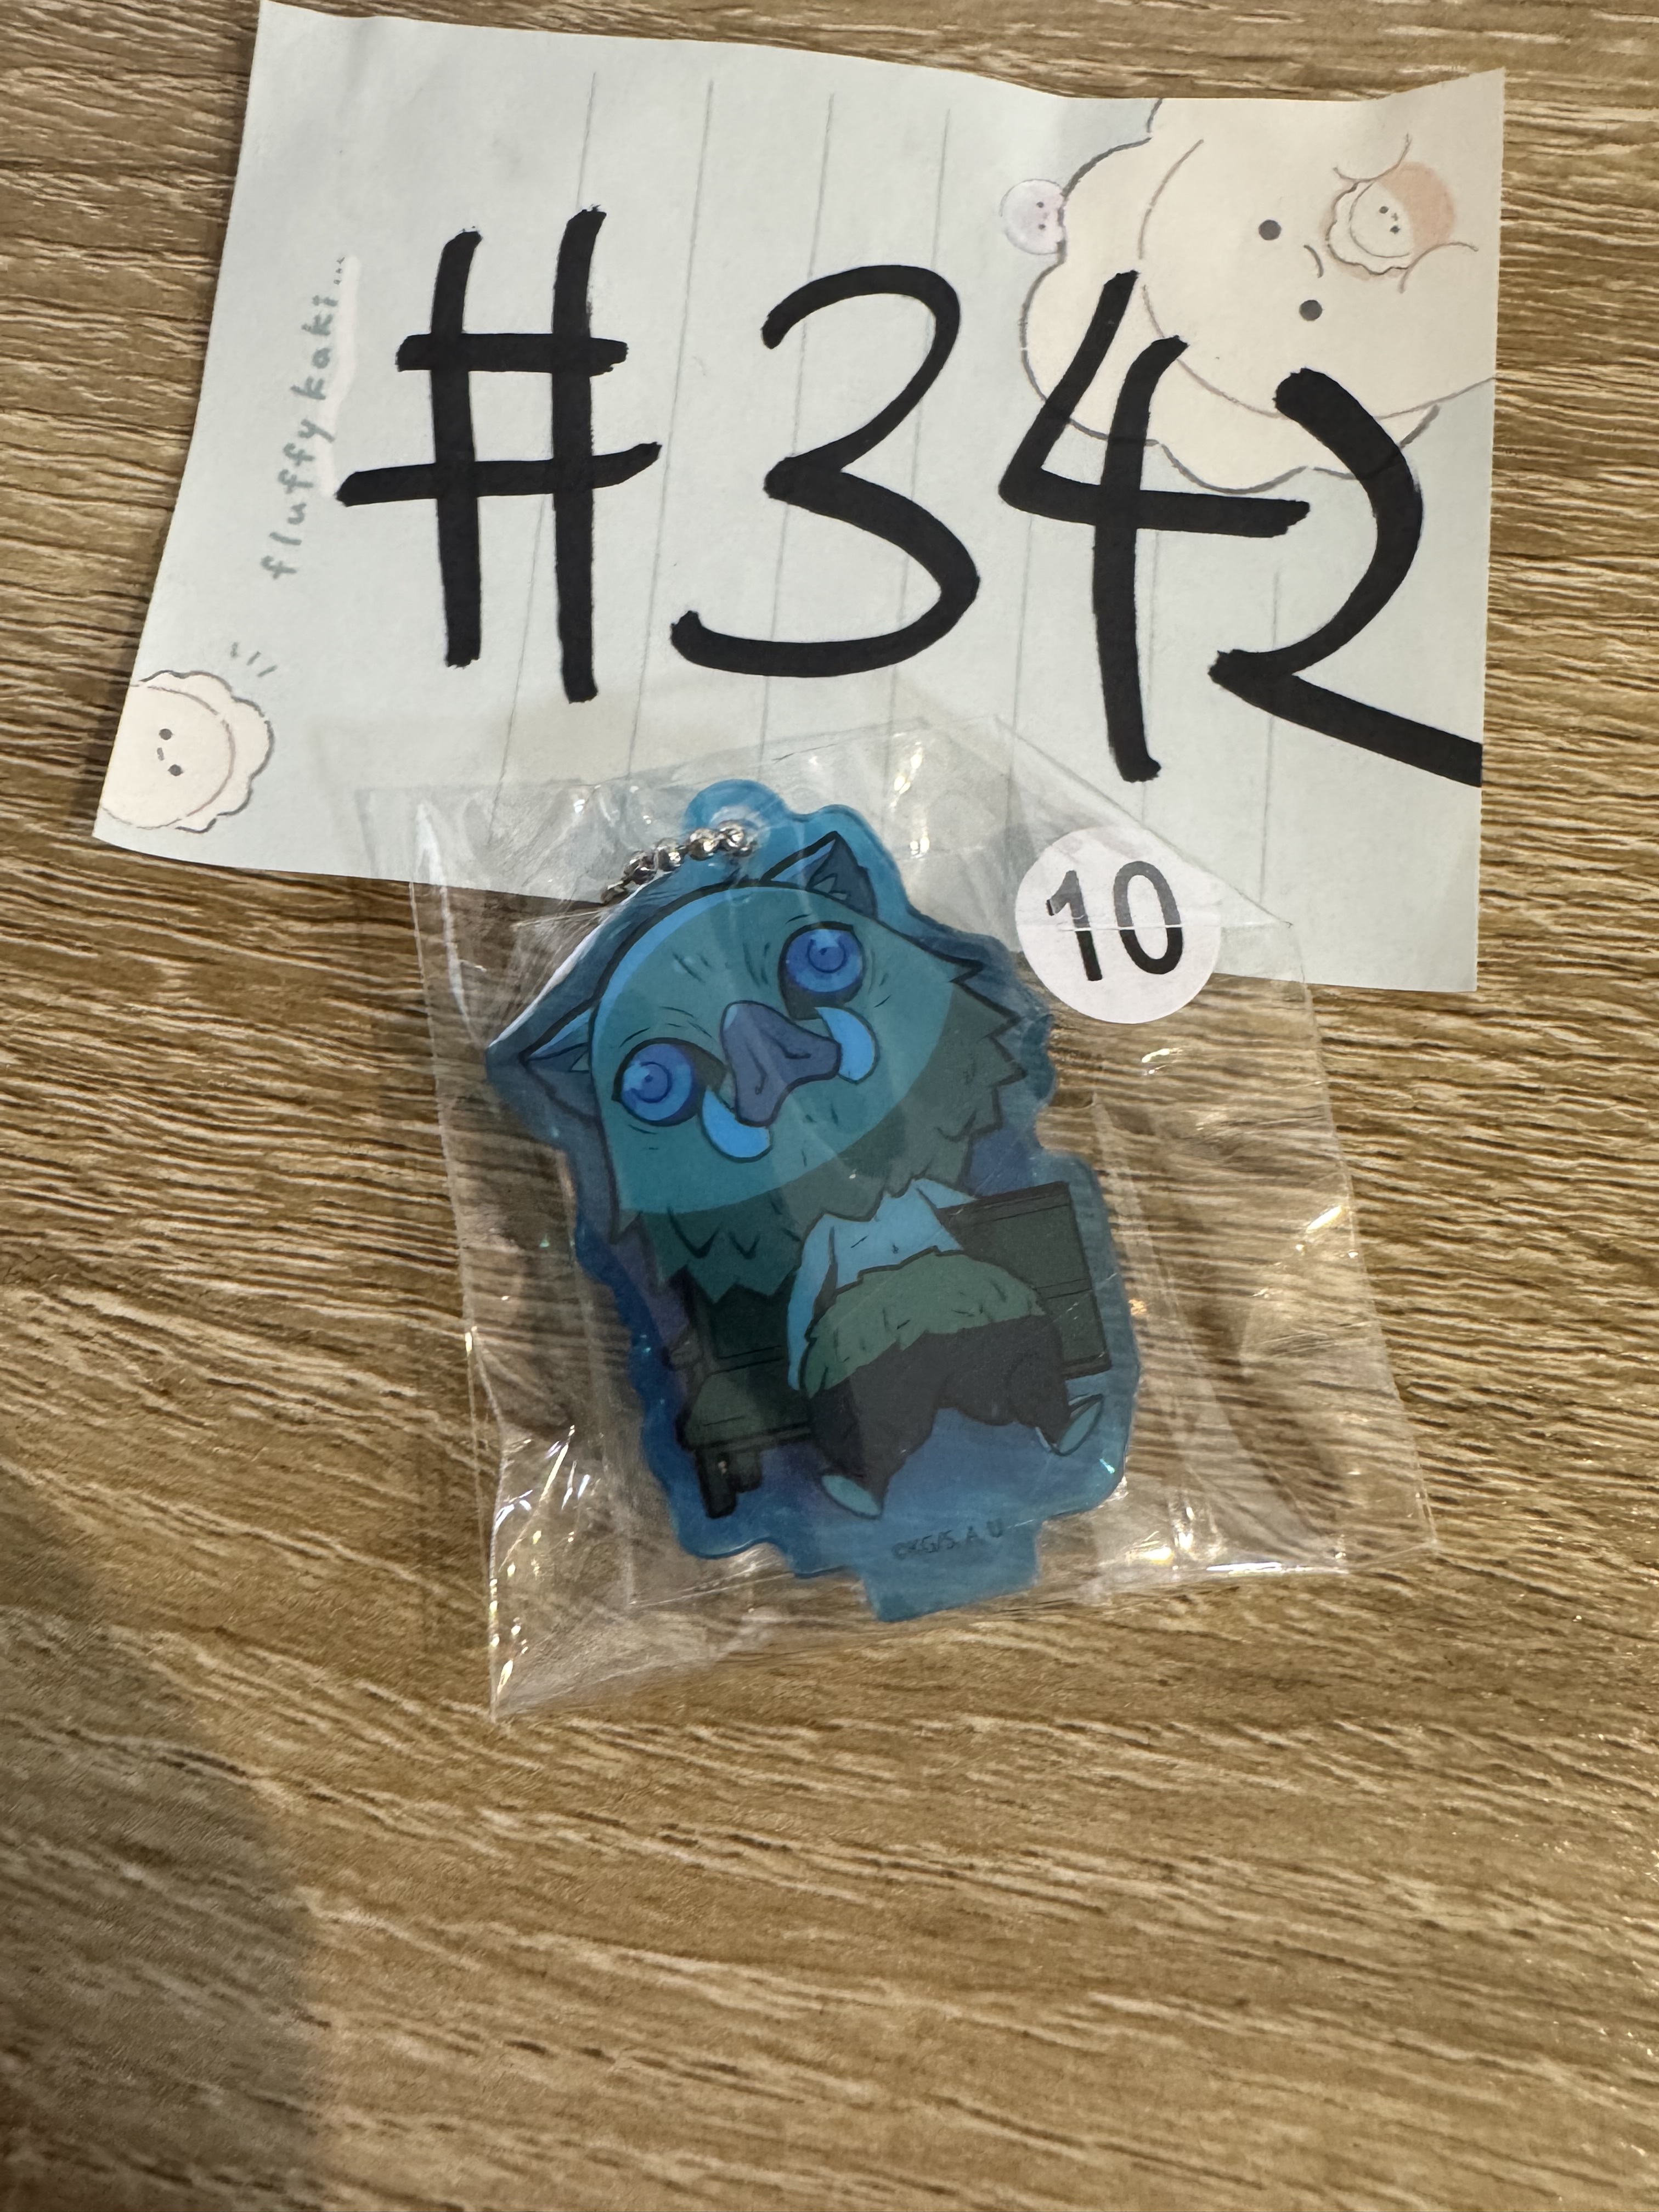 #342
fluffy kaki...
10
©KG/S, A, U